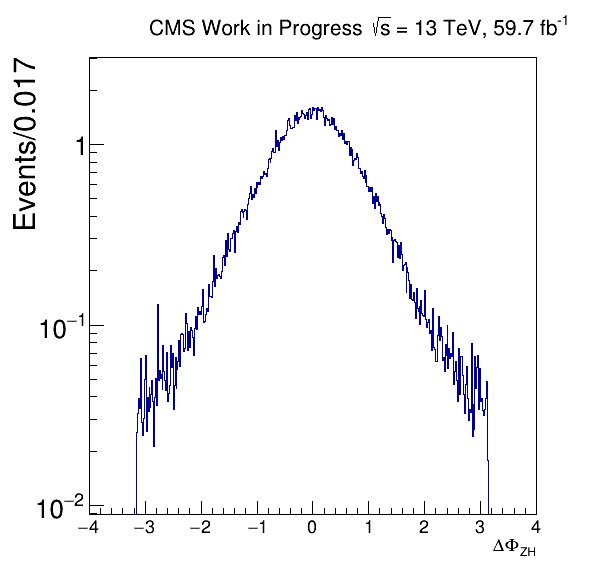 CMS Work in Progress √s = 13 TeV, 59.7 fb⁻¹
Events/0.017
1
10⁻¹
10⁻²
−4 −3 −2 −1 0 1 2 3 4
ΔΦ_ZH